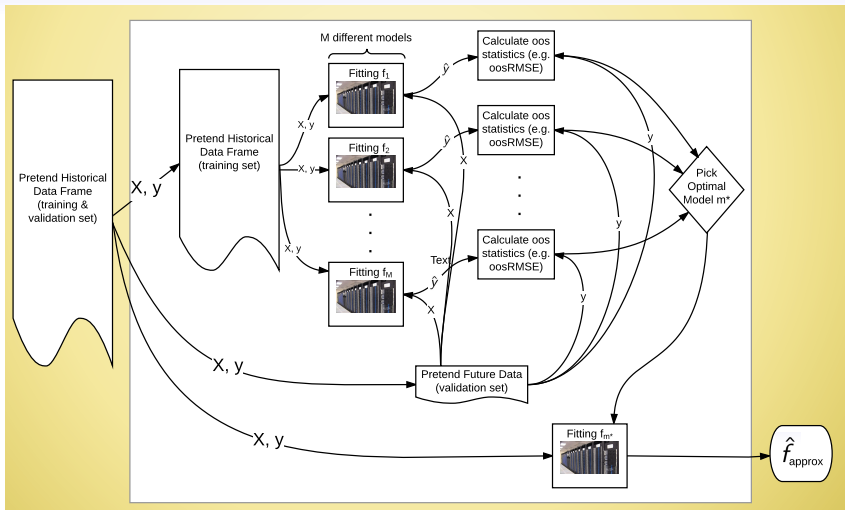 M different models
Pretend Historical
Data Frame
(training &
validation set)
X, y
Pretend Historical
Data Frame
(training set)
X, y
X, y
X, y
Fitting f1
Fitting f2
.
.
.
Fitting fM
ŷ
ŷ
Text
ŷ
X
X
X
Calculate oos
statistics (e.g.
oosRMSE)
Calculate oos
statistics (e.g.
oosRMSE)
.
.
.
Calculate oos
statistics (e.g.
oosRMSE)
y
y
y
Pick
Optimal
Model m*
X, y
Pretend Future Data
(validation set)
X, y
Fitting fm*
f̂approx